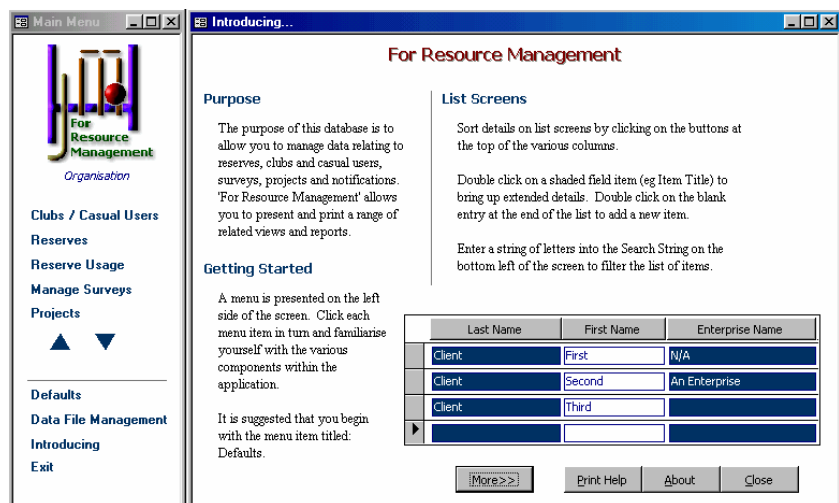 Main Menu
For
Resource
Management
Organisation
Clubs / Casual Users
Reserves
Reserve Usage
Manage Surveys
Projects
Defaults
Data File Management
Introducing
Exit
Introducing...
For Resource Management
Purpose
The purpose of this database is to
allow you to manage data relating to
reserves, clubs and casual users,
surveys, projects and notifications.
'For Resource Management' allows
you to present and print a range of
related views and reports.
Getting Started
A menu is presented on the left
side of the screen. Click each
menu item in turn and familiarise
yourself with the various
components within the
application.
It is suggested that you begin
with the menu item titled:
Defaults.
List Screens
Sort details on list screens by clicking on the buttons at
the top of the various columns.
Double click on a shaded field item (eg Item Title) to
bring up extended details. Double click on the blank
entry at the end of the list to add a new item.
Enter a string of letters into the Search String on the
bottom left of the screen to filter the list of items.
Last Name First Name Enterprise Name
Client First N/A
Client Second An Enterprise
Client Third
More>> Print Help About Close